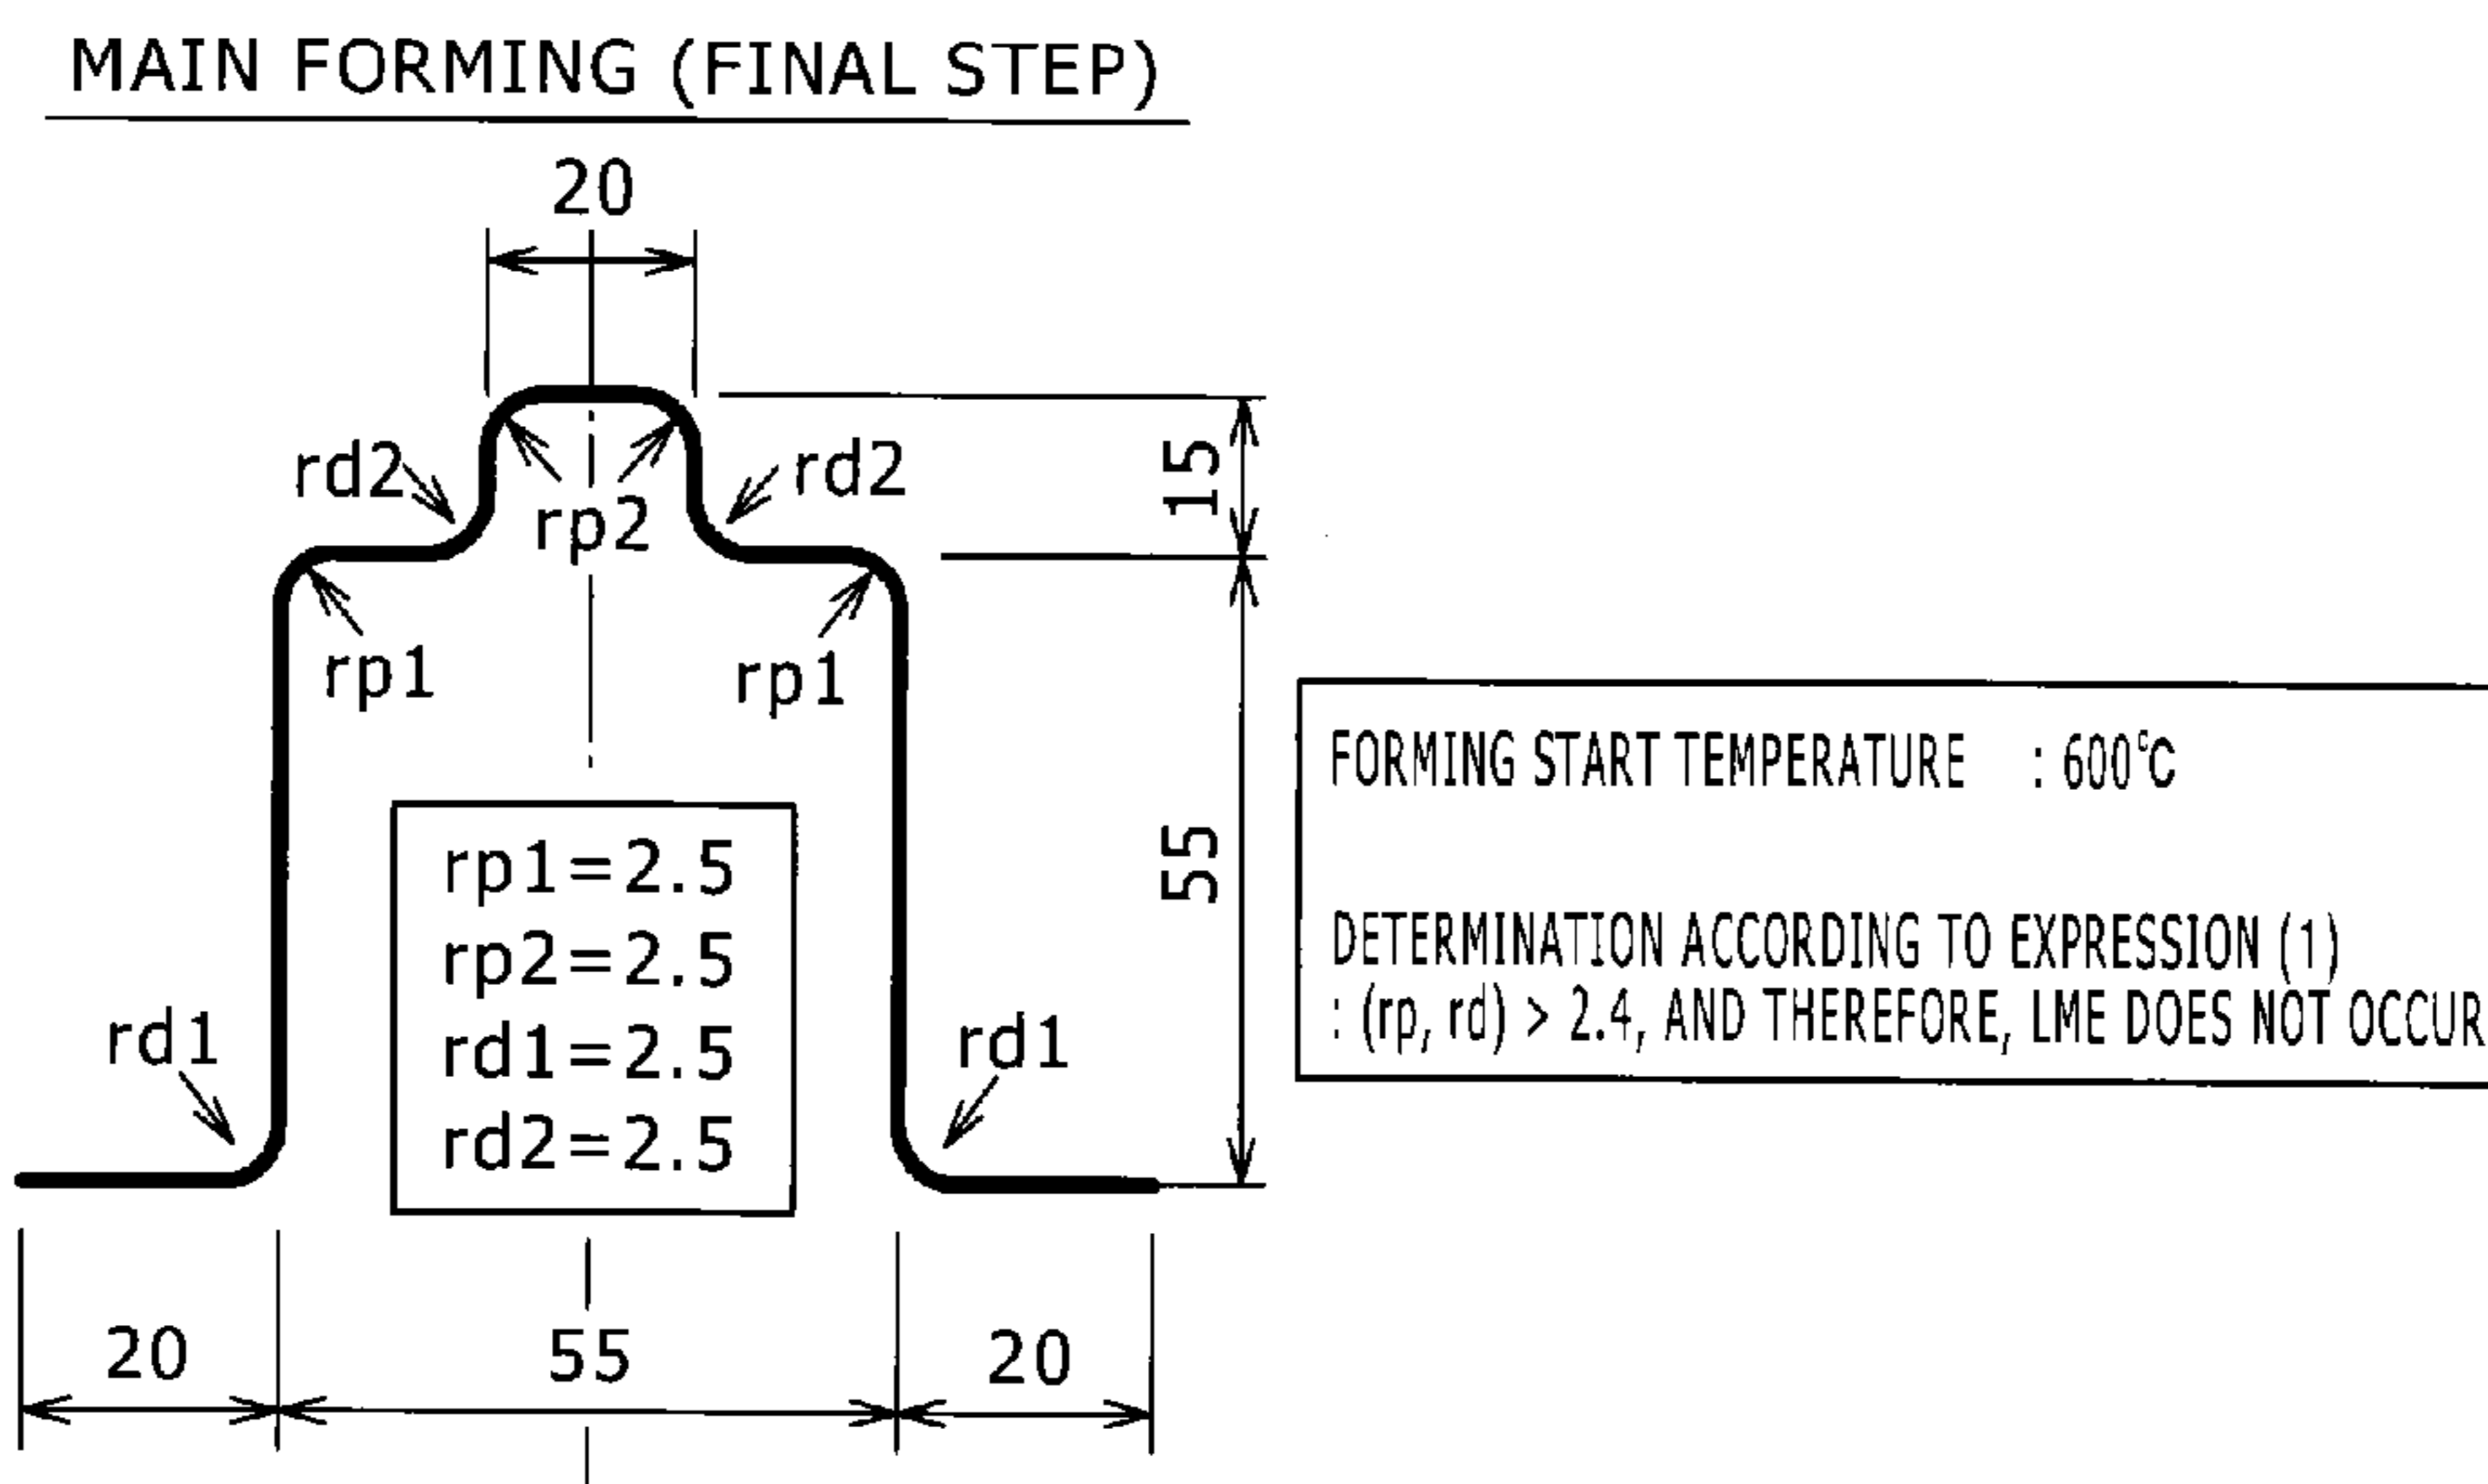 MAIN FORMING (FINAL STEP)
20
rd2
rd2
rp2
15
rp1
rp1
55
rp1=2.5
rp2=2.5
rd1=2.5
rd2=2.5
rd1
rd1
FORMING START TEMPERATURE : 600°C
DETERMINATION ACCORDING TO EXPRESSION (1)
: (rp, rd) > 2.4, AND THEREFORE, LME DOES NOT OCCUR
20
55
20